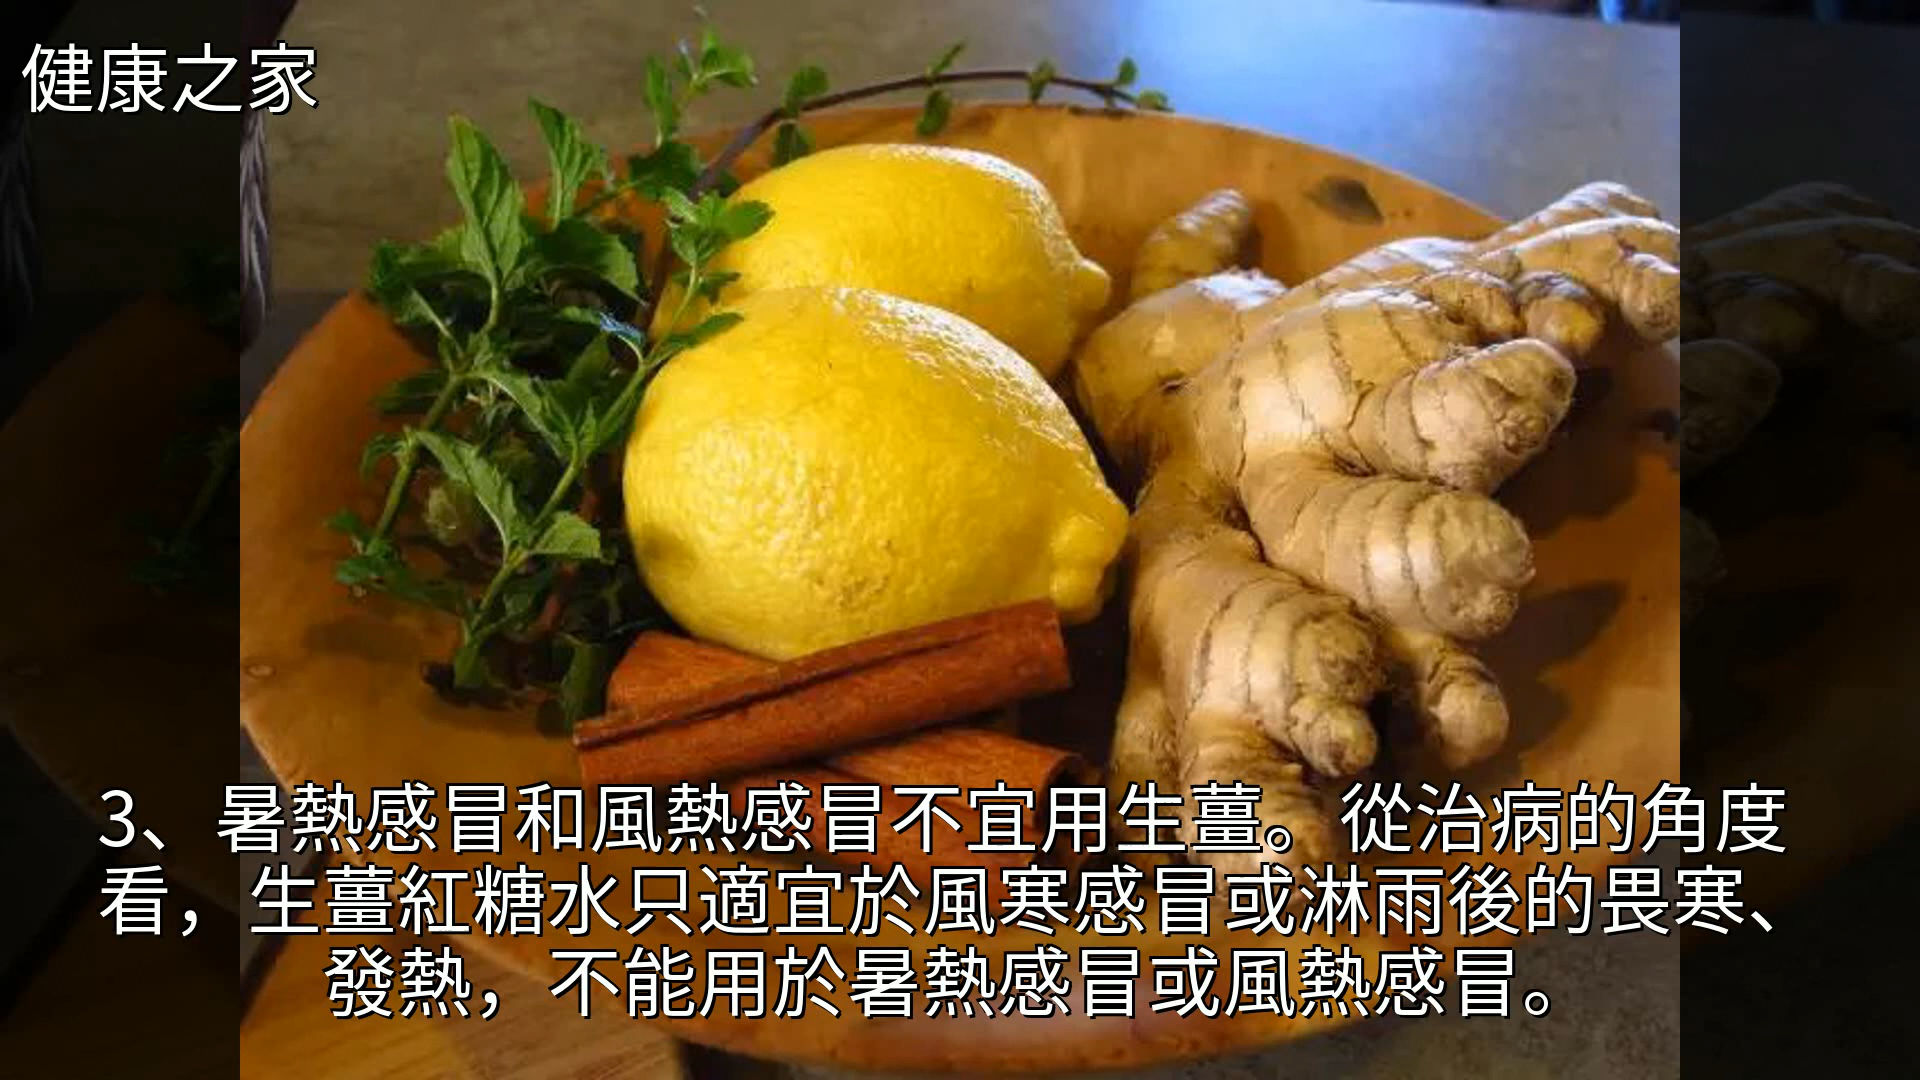 健康之家
3、暑熱感冒和風熱感冒不宜用生薑。從治病的角度
看，生薑紅糖水只適宜於風寒感冒或淋雨後的畏寒、
發熱，不能用於暑熱感冒或風熱感冒。